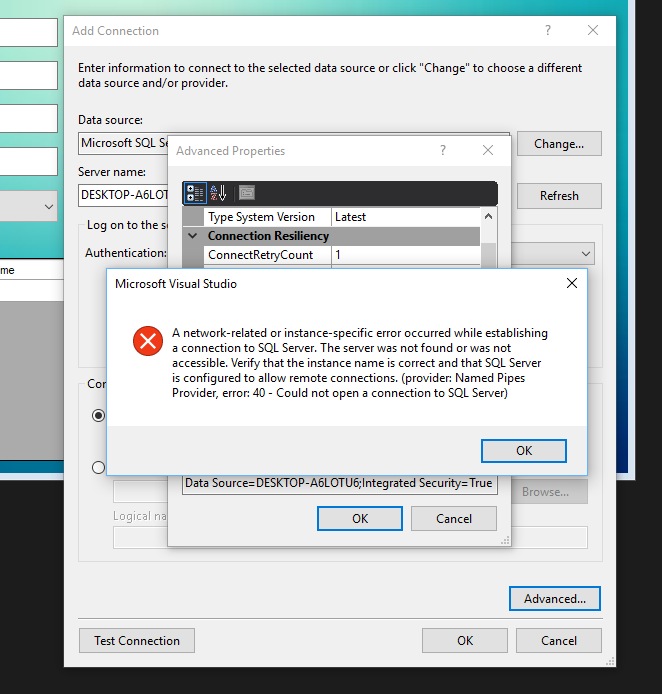 Add Connection
Enter information to connect to the selected data source or click "Change" to choose a different
data source and/or provider.
Data source:
Microsoft SQL Se
Change...
Server name:
DESKTOP-A6LOT
Refresh
Log on to the se
Authentication:
Advanced Properties
Type System Version Latest
Connection Resiliency
ConnectRetryCount 1
me
Microsoft Visual Studio
A network-related or instance-specific error occurred while establishing
a connection to SQL Server. The server was not found or was not
accessible. Verify that the instance name is correct and that SQL Server
is configured to allow remote connections. (provider: Named Pipes
Provider, error: 40 - Could not open a connection to SQL Server)
OK
Con
Data Source=DESKTOP-A6LOTU6;Integrated Security=True
Browse...
Logical na
OK Cancel
Advanced...
Test Connection OK Cancel